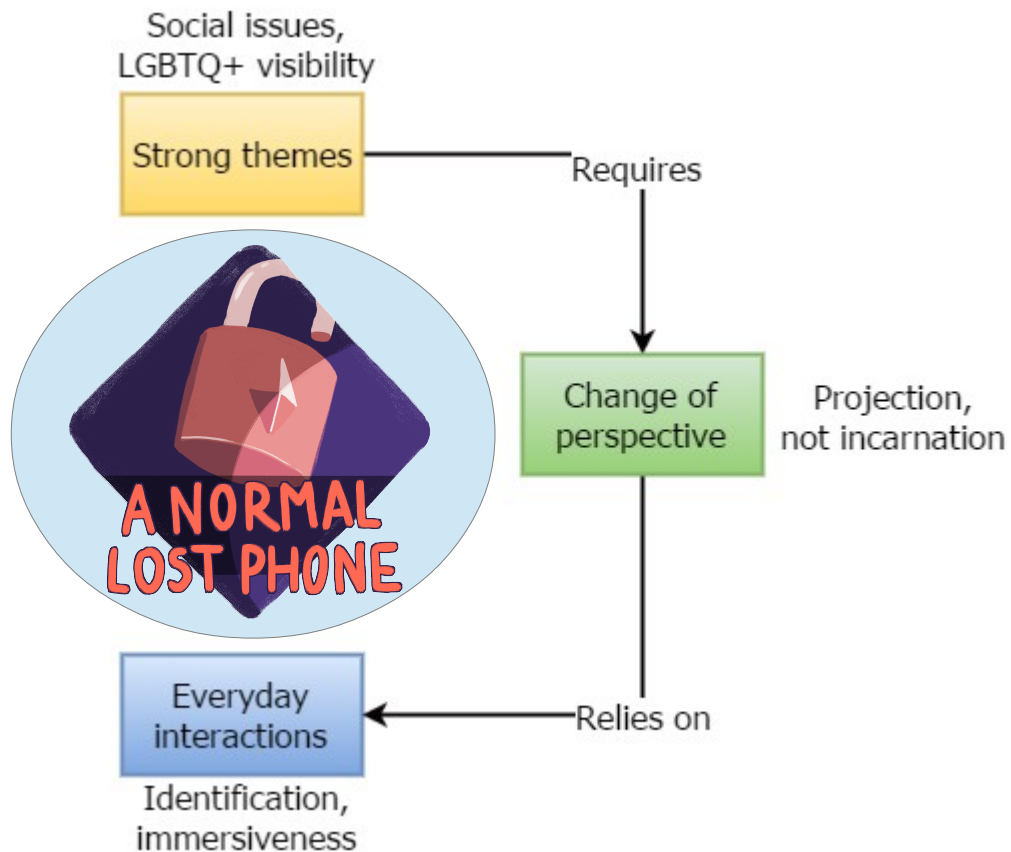 Social issues,
LGBTQ+ visibility
Strong themes
Requires
Change of
perspective
Projection,
not incarnation
A NORMAL
LOST PHONE
Everyday
interactions
Relies on
Identification,
immersiveness